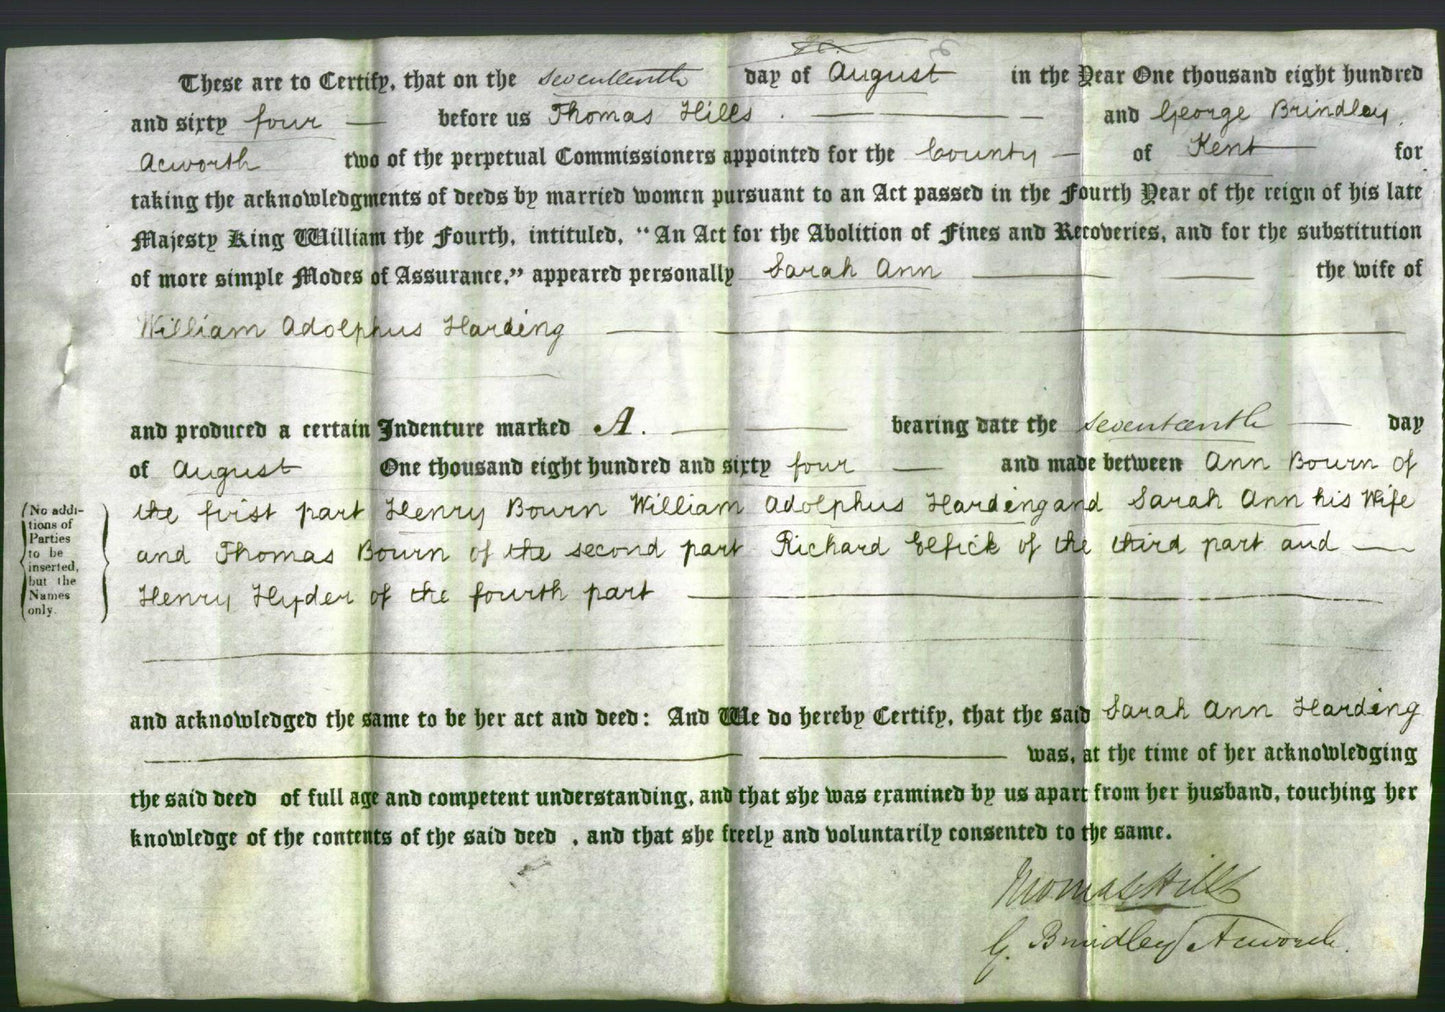 These are to Certify, that on the seventeenth day of August in the Year One thousand eight hundred
and sixty four before us Thomas Hills and George Brindley
Acworth two of the perpetual Commissioners appointed for the County of Kent for
taking the acknowledgments of deeds by married women pursuant to an Act passed in the Fourth Year of the reign of his late
Majesty King William the Fourth, intituled, "An Act for the Abolition of Fines and Recoveries, and for the substitution
of more simple Modes of Assurance," appeared personally Sarah Ann the wife of
William Adolphus Harding
and produced a certain Indenture marked A. bearing date the seventeenth day
of August One thousand eight hundred and sixty four and made between Ann Bourn of
the first part Henry Bourn William Adolphus Harding and Sarah Ann his Wife
and Thomas Bourn of the second part Richard Elfick of the third part and
Henry Hyder of the fourth part
(No addi-
tions of
Parties
to be
inserted,
but the
Names
only.)
and acknowledged the same to be her act and deed: And We do hereby Certify, that the said Sarah Ann Harding
was, at the time of her acknowledging
the said deed of full age and competent understanding, and that she was examined by us apart from her husband, touching her
knowledge of the contents of the said deed , and that she freely and voluntarily consented to the same.
Thomas Hills
G. Brindley Acworth.